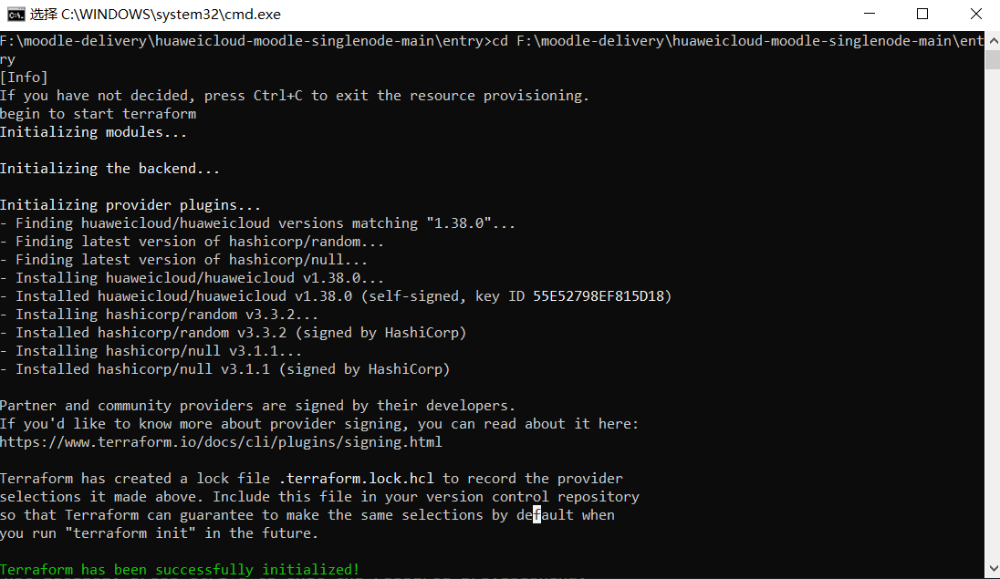 选择 C:\WINDOWS\system32\cmd.exe
F:\moodle-delivery\huaweicloud-moodle-singlenode-main\entry>cd F:\moodle-delivery\huaweicloud-moodle-singlenode-main\ent
ry
[Info]
If you have not decided, press Ctrl+C to exit the resource provisioning.
begin to start terraform
Initializing modules...
Initializing the backend...
Initializing provider plugins...
- Finding huaweicloud/huaweicloud versions matching "1.38.0"...
- Finding latest version of hashicorp/random...
- Finding latest version of hashicorp/null...
- Installing huaweicloud/huaweicloud v1.38.0...
- Installed huaweicloud/huaweicloud v1.38.0 (self-signed, key ID 55E52798EF815D18)
- Installing hashicorp/random v3.3.2...
- Installed hashicorp/random v3.3.2 (signed by HashiCorp)
- Installing hashicorp/null v3.1.1...
- Installed hashicorp/null v3.1.1 (signed by HashiCorp)
Partner and community providers are signed by their developers.
If you'd like to know more about provider signing, you can read about it here:
https://www.terraform.io/docs/cli/plugins/signing.html
Terraform has created a lock file .terraform.lock.hcl to record the provider
selections it made above. Include this file in your version control repository
so that Terraform can guarantee to make the same selections by default when
you run "terraform init" in the future.
Terraform has been successfully initialized!